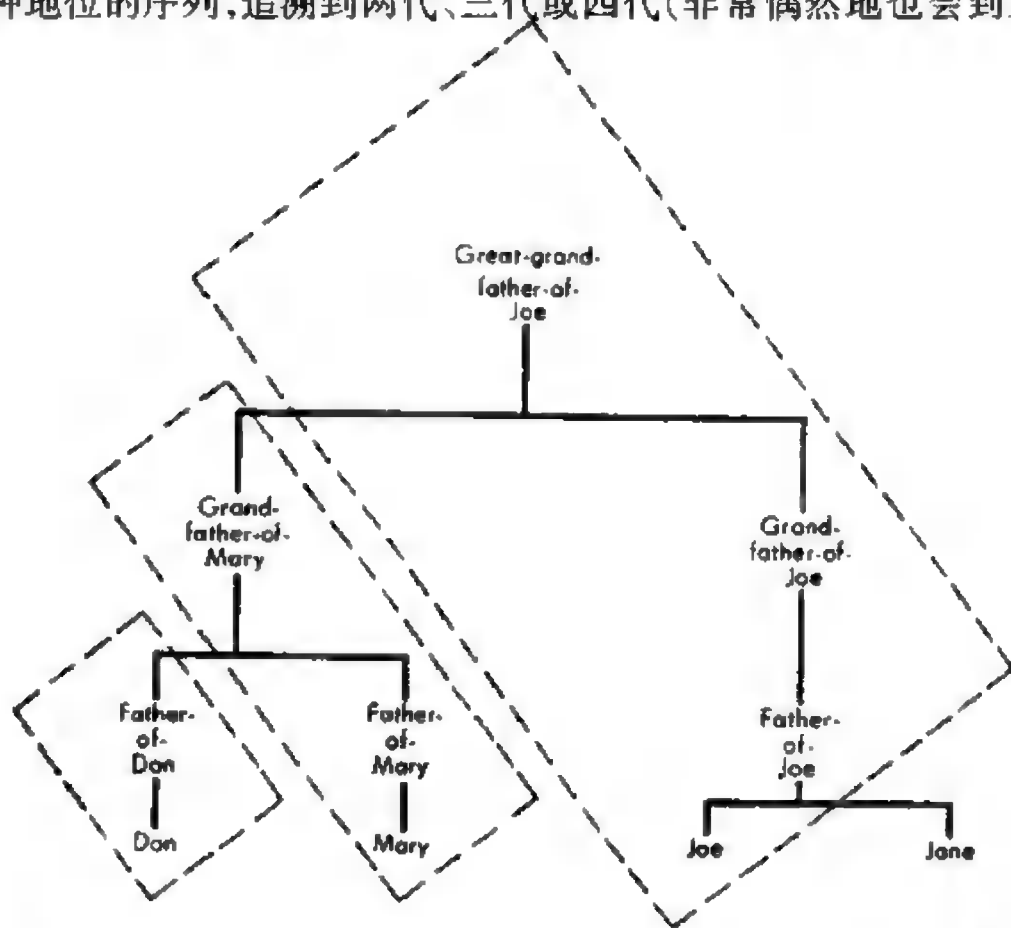 种地位的序列,追溯到两代、三代或四代(非常偶然地也会到
Great-grand-
father-of-
Joe
Grand-
father-of-
Mary
Grand-
father-of-
Joe
Father-
of-
Don
Father-
of-
Mary
Father-
of-
Joe
Don
Mary
Joe
Jane